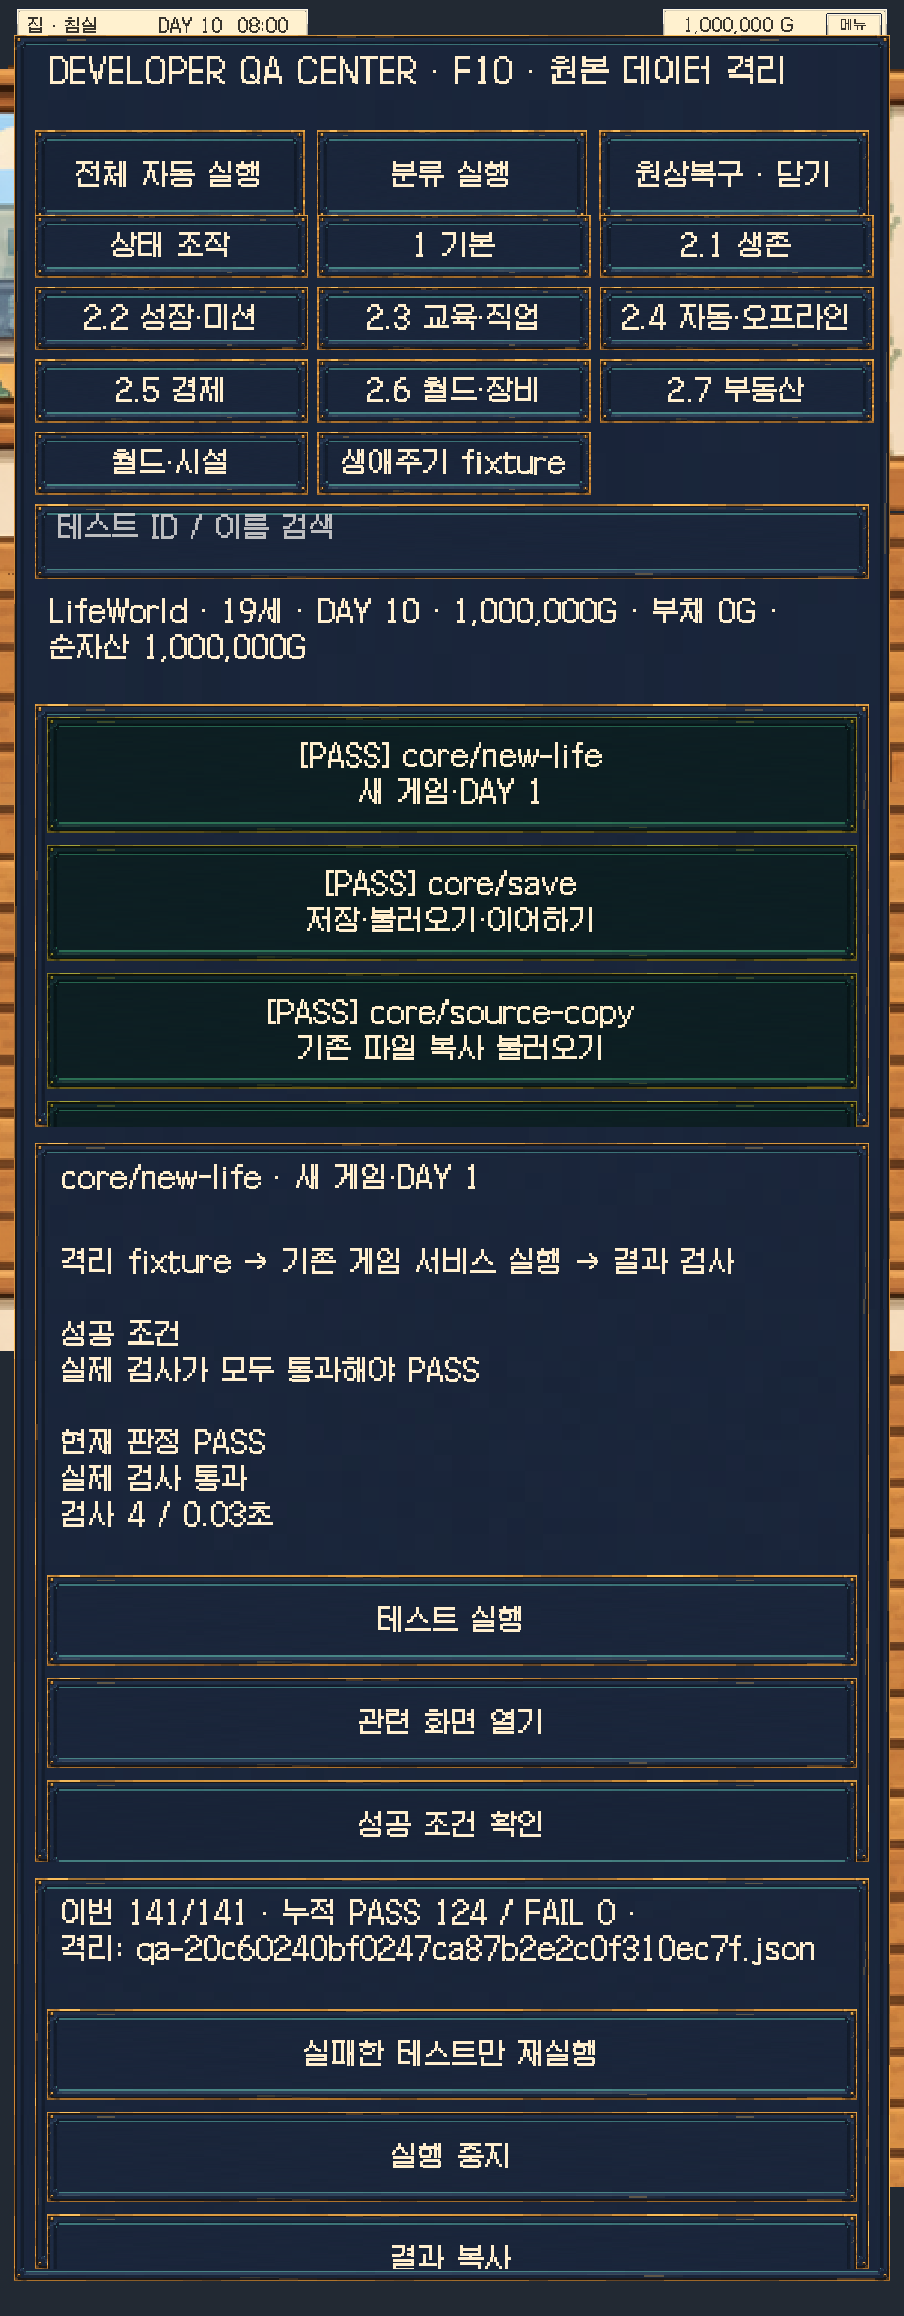 집 · 침실 DAY 10 08:00 1,000,000 G 메뉴
DEVELOPER QA CENTER · F10 · 원본 데이터 격리
전체 자동 실행 분류 실행 원상복구 · 닫기
상태 조작 1 기본 2.1 생존
2.2 성장·미션 2.3 교육·직업 2.4 자동·오프라인
2.5 경제 2.6 월드·장비 2.7 부동산
월드·시설 생애주기 fixture
테스트 ID / 이름 검색
LifeWorld · 19세 · DAY 10 · 1,000,000G · 부채 0G ·
순자산 1,000,000G
[PASS] core/new-life
새 게임·DAY 1
[PASS] core/save
저장·불러오기·이어하기
[PASS] core/source-copy
기존 파일 복사 불러오기
core/new-life · 새 게임·DAY 1
격리 fixture → 기존 게임 서비스 실행 → 결과 검사
성공 조건
실제 검사가 모두 통과해야 PASS
현재 판정 PASS
실제 검사 통과
검사 4 / 0.03초
테스트 실행
관련 화면 열기
성공 조건 확인
이번 141/141 · 누적 PASS 124 / FAIL 0 ·
격리: qa-20c60240bf0247ca87b2e2c0f310ec7f.json
실패한 테스트만 재실행
실행 중지
결과 복사